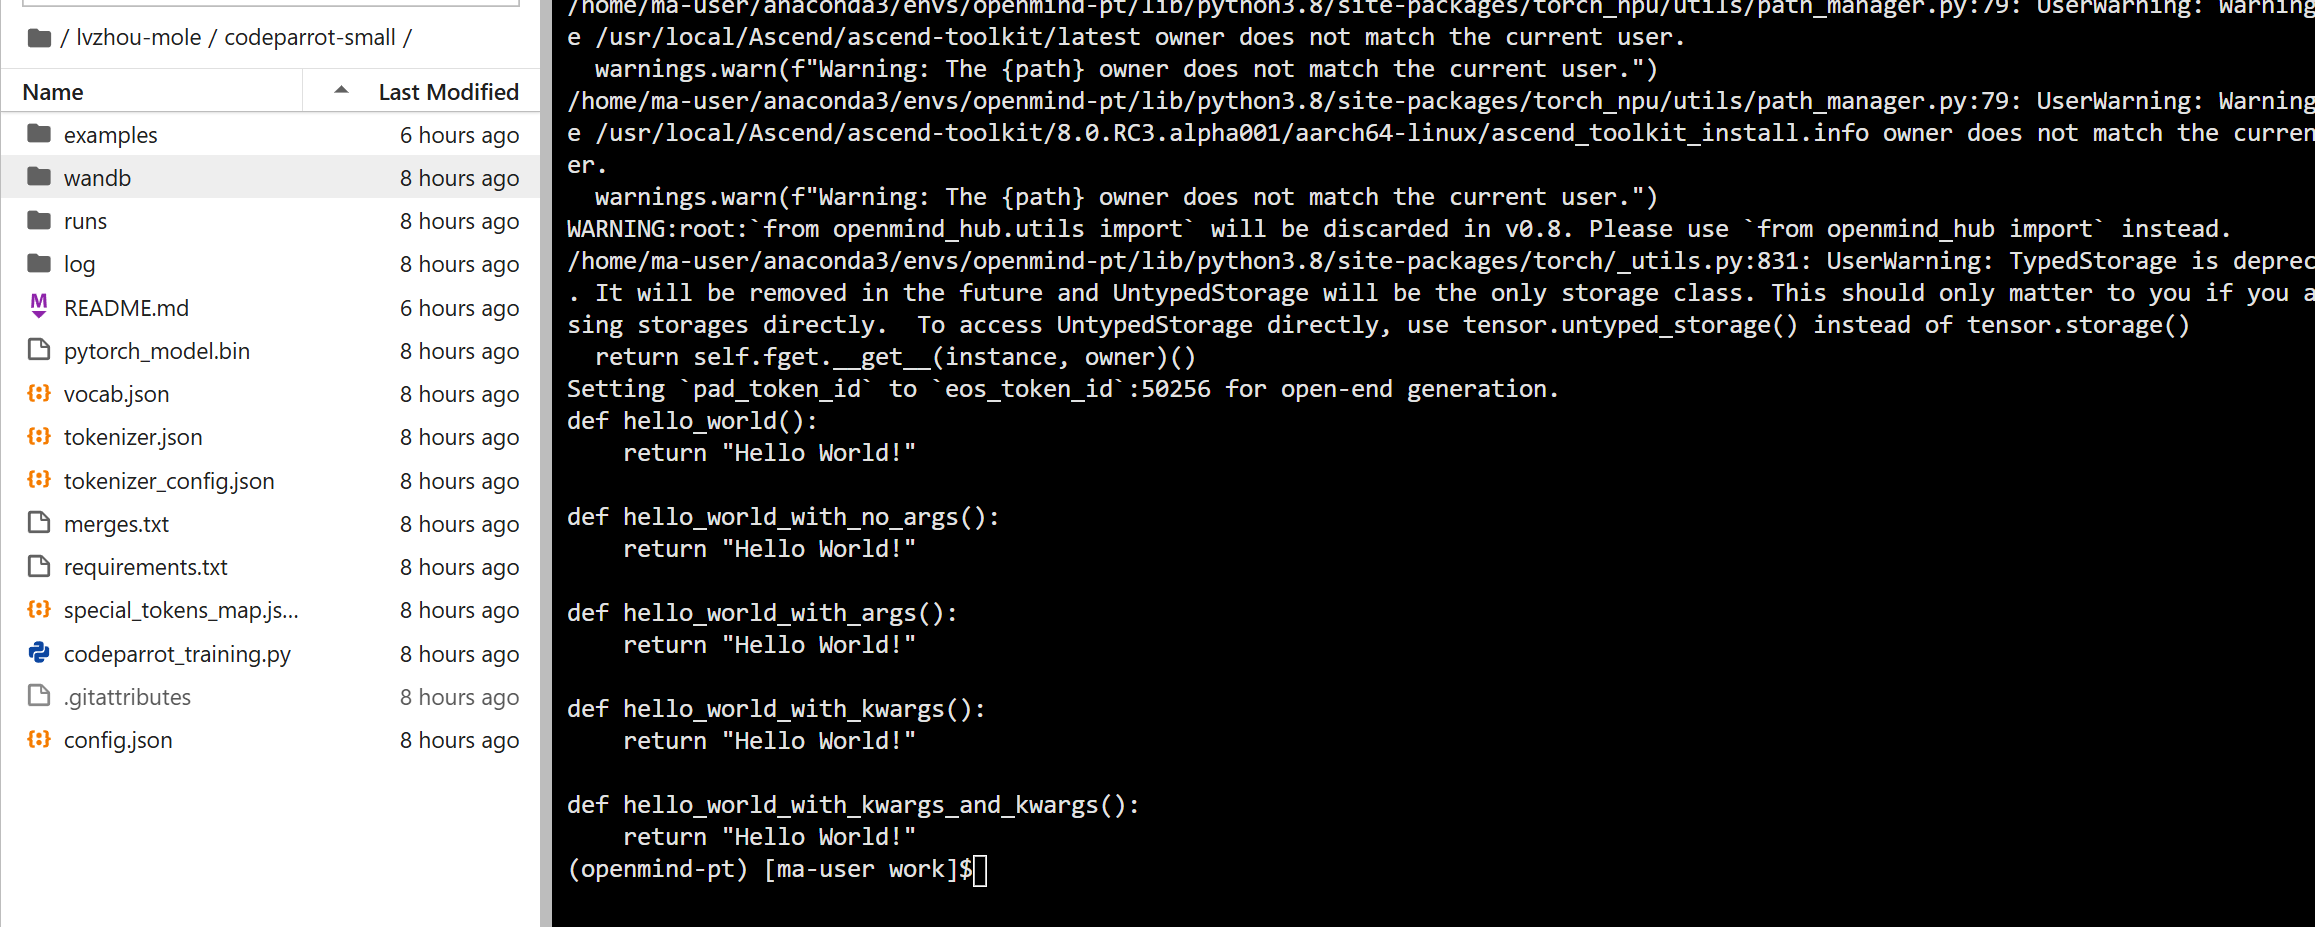 / lvzhou-mole / codeparrot-small /
Name Last Modified
examples 6 hours ago
wandb 8 hours ago
runs 8 hours ago
log 8 hours ago
README.md 6 hours ago
pytorch_model.bin 8 hours ago
vocab.json 8 hours ago
tokenizer.json 8 hours ago
tokenizer_config.json 8 hours ago
merges.txt 8 hours ago
requirements.txt 8 hours ago
special_tokens_map.js... 8 hours ago
codeparrot_training.py 8 hours ago
.gitattributes 8 hours ago
config.json 8 hours ago
/home/ma-user/anaconda3/envs/openmind-pt/lib/python3.8/site-packages/torch_npu/utils/path_manager.py:79: UserWarning: Warning
e /usr/local/Ascend/ascend-toolkit/latest owner does not match the current user.
  warnings.warn(f"Warning: The {path} owner does not match the current user.")
/home/ma-user/anaconda3/envs/openmind-pt/lib/python3.8/site-packages/torch_npu/utils/path_manager.py:79: UserWarning: Warning
e /usr/local/Ascend/ascend-toolkit/8.0.RC3.alpha001/aarch64-linux/ascend_toolkit_install.info owner does not match the curren
er.
  warnings.warn(f"Warning: The {path} owner does not match the current user.")
WARNING:root:`from openmind_hub.utils import` will be discarded in v0.8. Please use `from openmind_hub import` instead.
/home/ma-user/anaconda3/envs/openmind-pt/lib/python3.8/site-packages/torch/_utils.py:831: UserWarning: TypedStorage is deprec
. It will be removed in the future and UntypedStorage will be the only storage class. This should only matter to you if you a
sing storages directly.  To access UntypedStorage directly, use tensor.untyped_storage() instead of tensor.storage()
  return self.fget.__get__(instance, owner)()
Setting `pad_token_id` to `eos_token_id`:50256 for open-end generation.
def hello_world():
    return "Hello World!"

def hello_world_with_no_args():
    return "Hello World!"

def hello_world_with_args():
    return "Hello World!"

def hello_world_with_kwargs():
    return "Hello World!"

def hello_world_with_kwargs_and_kwargs():
    return "Hello World!"
(openmind-pt) [ma-user work]$